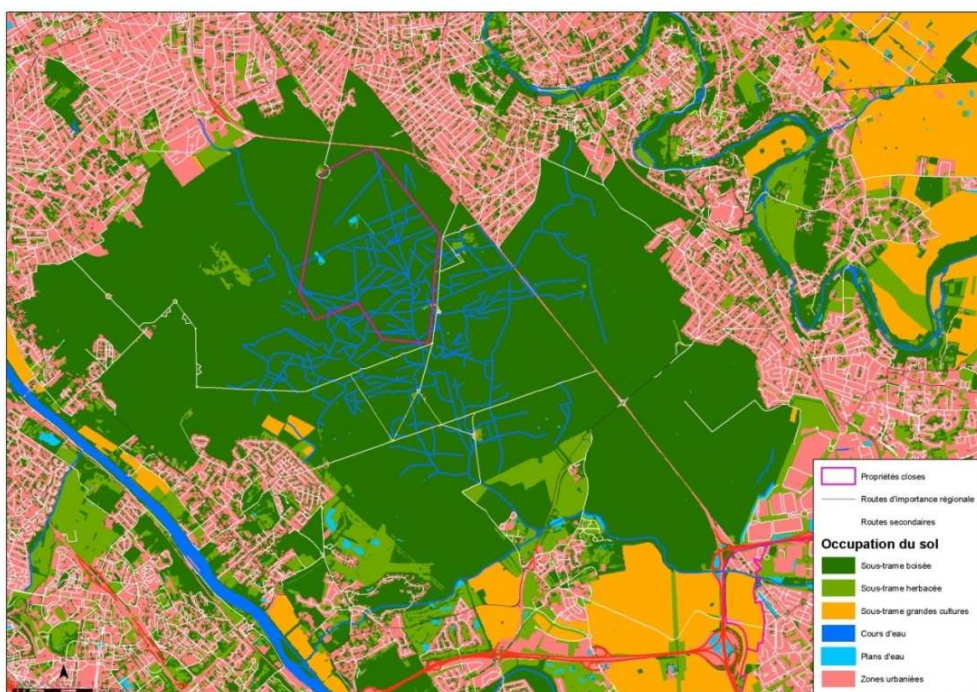 Propriétés closes
Routes d'importance régionale
Routes secondaires
Occupation du sol
Sous-trame boisée
Sous-trame herbacée
Sous-trame grandes cultures
Cours d'eau
Plans d'eau
Zones urbaniées